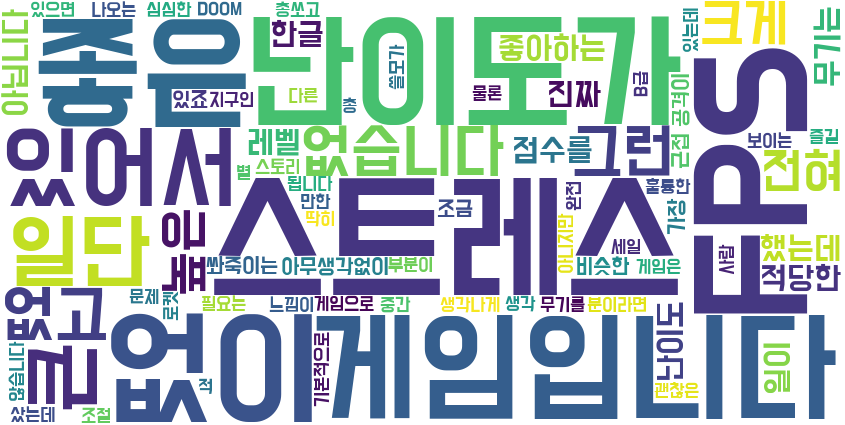 있으면
나오는
심심한
DOOM
총쏘고
한글
좋은
난이도가
좋아하는
있는데
크게
무기는
아닙니다
있죠
지구인
다른
총
쓸모가
물론
진짜
B급
근접
공격이
FPS
보이는
즐길
있어서
레벨
없습니다
점수를
그런
전혀
별
스토리
됩니다
만한
딱히
스트레스
조금
완전
훌륭한
가장
사람
일단
높은
쏴죽이는
아무생각없이
부분이
아니지만
비슷한
세일
게임은
했는데
적당한
없고
문제
로켓
필요는
느낌이
게임으로
중간
생각나게
생각
무기를
분이라면
난이도
않습니다
글
없이
게임입니다
기본적으로
적
괜찮은
일이
샀는데
조절